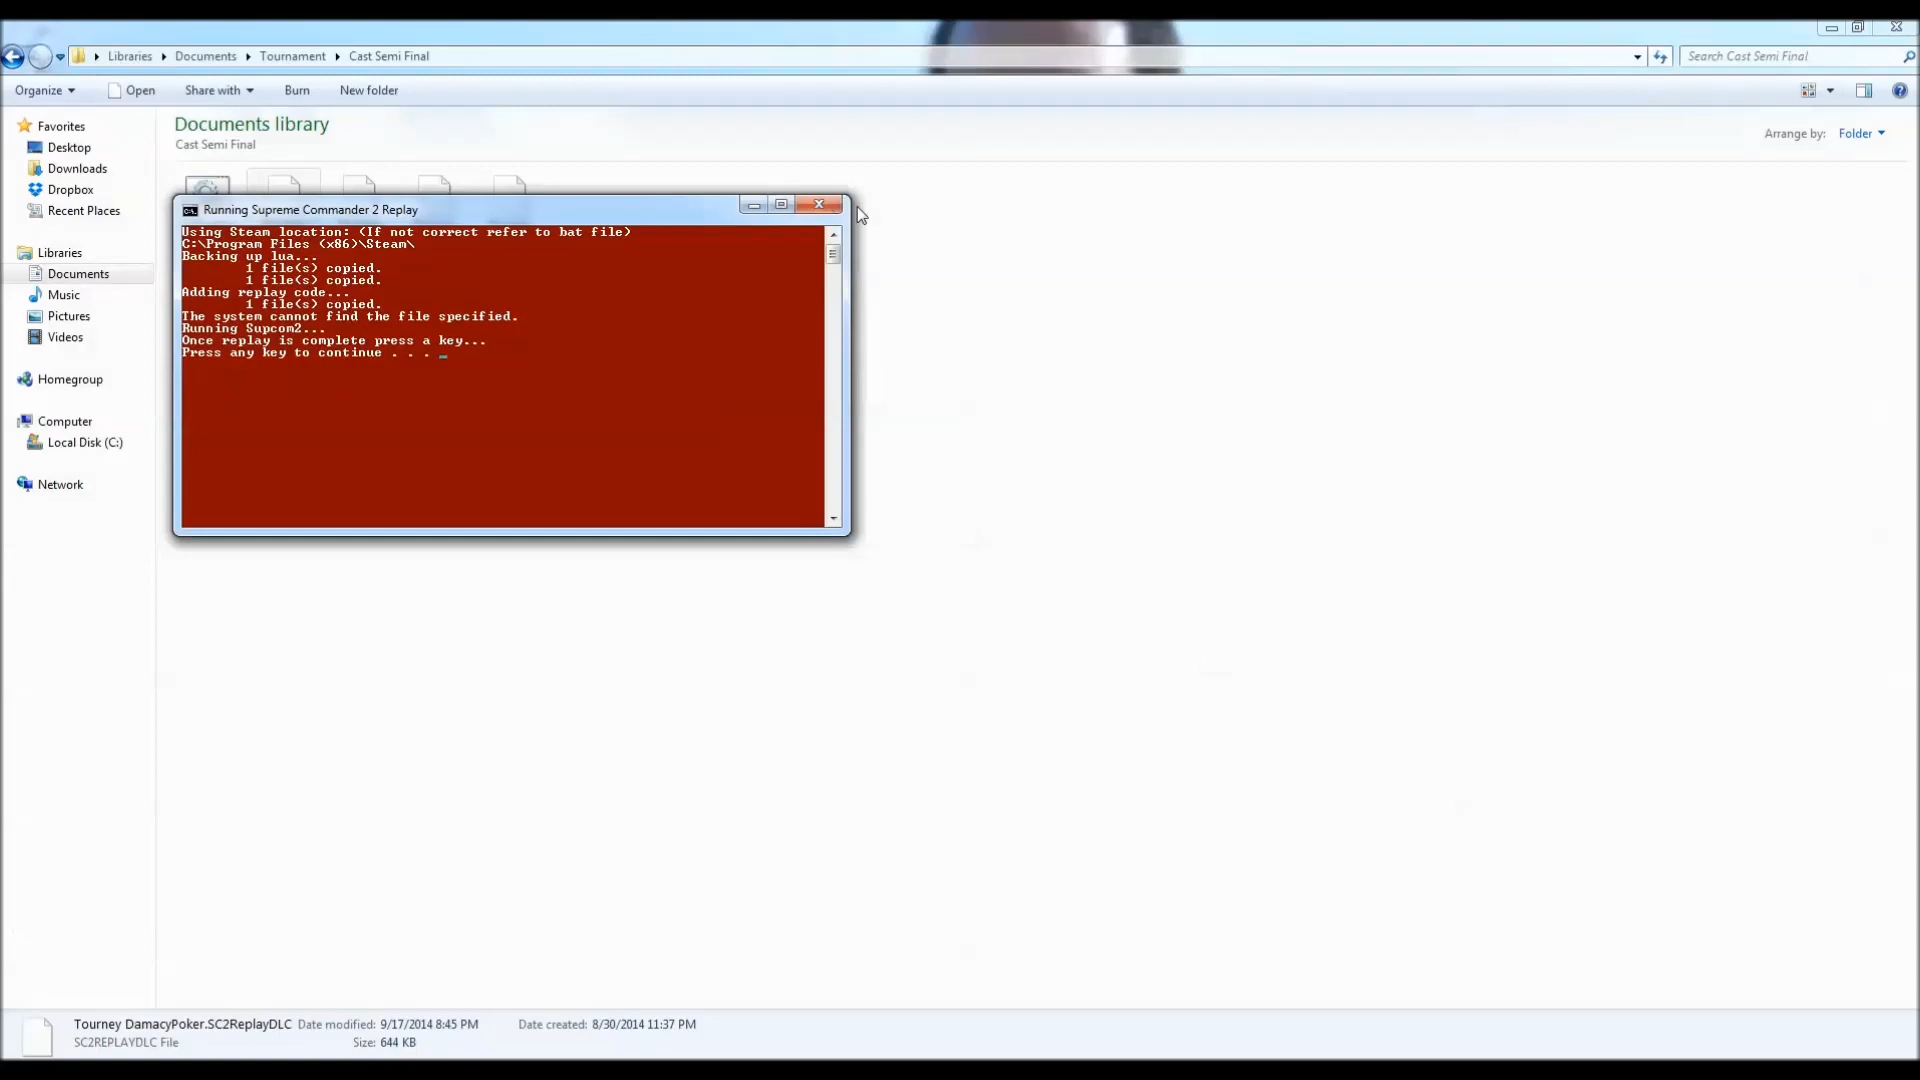 Libraries Documents Tournament Cast Semi Final
Search Cast Semi Final
Organize Open Share with Burn New folder
Favorites
Desktop
Downloads
Dropbox
Recent Places
Libraries
Documents
Music
Pictures
Videos
Homegroup
Computer
Local Disk (C:)
Network
Documents library
Cast Semi Final
Arrange by: Folder
Running Supreme Commander 2 Replay
Using Steam location: (If not correct refer to bat file)
C:\Program Files (x86)\Steam\
Backing up lua...
1 file(s) copied.
1 file(s) copied.
Adding replay code...
1 file(s) copied.
The system cannot find the file specified.
Running Supcom2...
Once replay is complete press a key...
Press any key to continue . . . _
Tourney DamacyPoker.SC2ReplayDLC Date modified: 9/17/2014 8:45 PM Date created: 8/30/2014 11:37 PM
SC2REPLAYDLC File Size: 644 KB